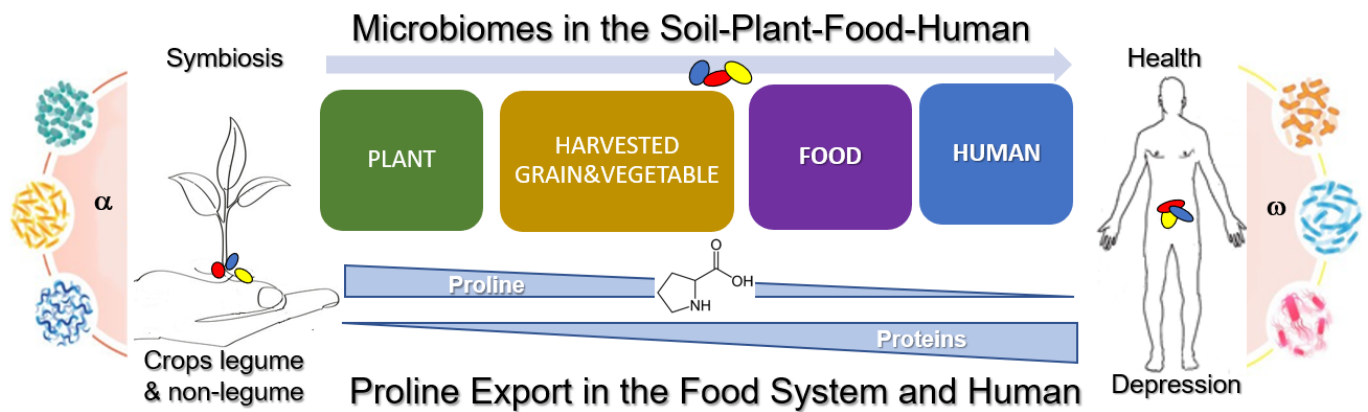 Microbiomes in the Soil-Plant-Food-Human
Symbiosis
Health
PLANT
HARVESTED
GRAIN&VEGETABLE
FOOD
HUMAN
α
ω
Proline
O
OH
NH
Proteins
Crops legume
& non-legume
Proline Export in the Food System and Human
Depression